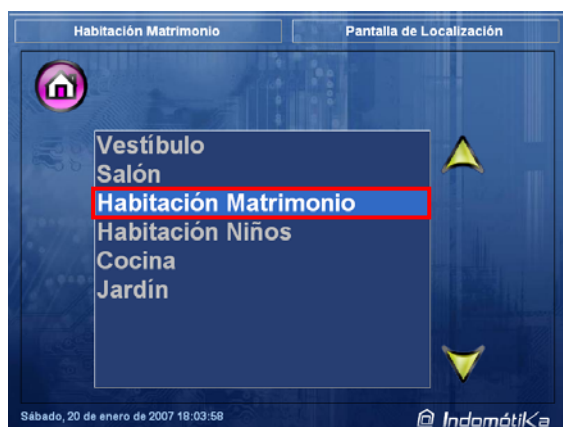 Habitación Matrimonio
Pantalla de Localización
Vestíbulo
Salón
Habitación Matrimonio
Habitación Niños
Cocina
Jardín
Sábado, 20 de enero de 2007 18:03:58
IndomótiKa